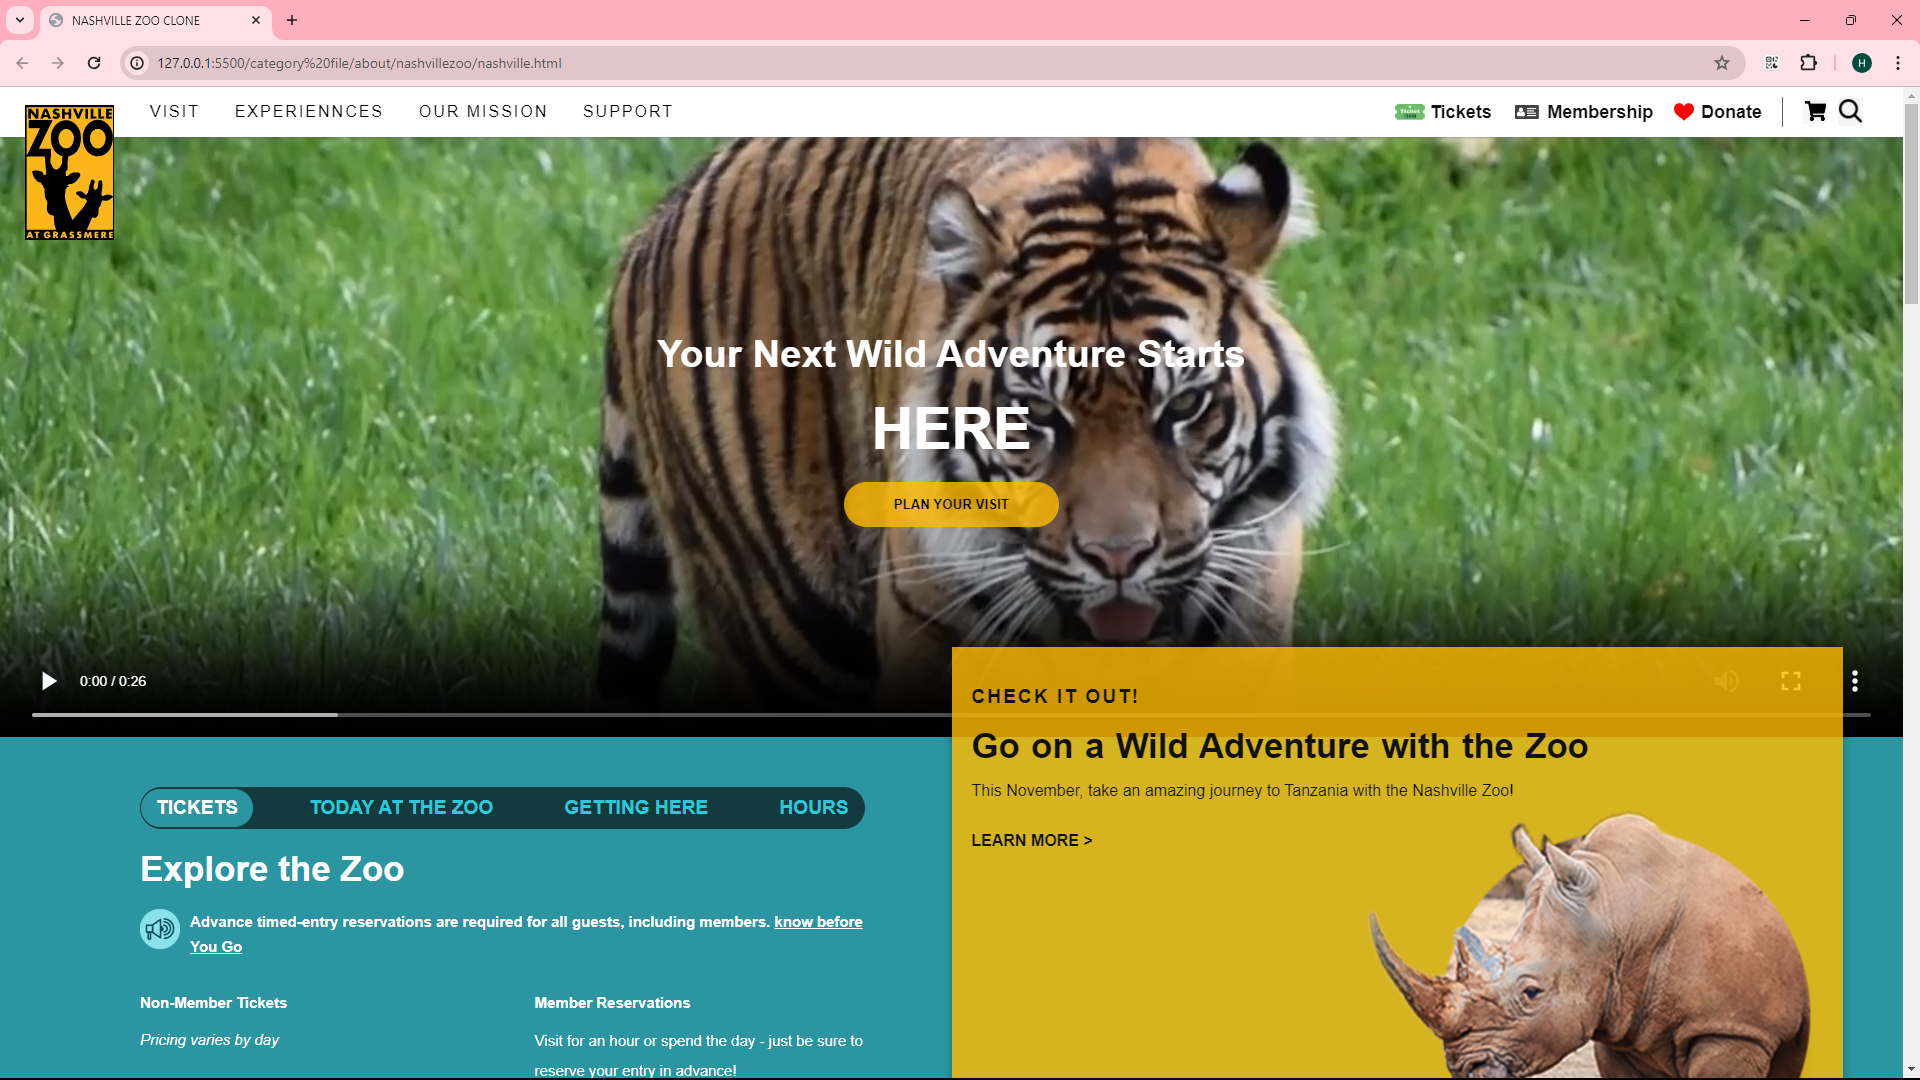 NASHVILLE ZOO CLONE
127.0.0.1:5500/category%20file/about/nashvillezoo/nashville.html
H
NASHVILLE
ZOO
AT GRASSMERE
VISIT
EXPERIENNCES
OUR MISSION
SUPPORT
Tickets
Membership
Donate
Your Next Wild Adventure Starts
HERE
PLAN YOUR VISIT
0:00 / 0:26
CHECK IT OUT!
Go on a Wild Adventure with the Zoo
This November, take an amazing journey to Tanzania with the Nashville Zoo!
LEARN MORE >
TICKETS
TODAY AT THE ZOO
GETTING HERE
HOURS
Explore the Zoo
Advance timed-entry reservations are required for all guests, including members. know before
You Go
Non-Member Tickets
Pricing varies by day
Member Reservations
Visit for an hour or spend the day - just be sure to
reserve your entry in advance!